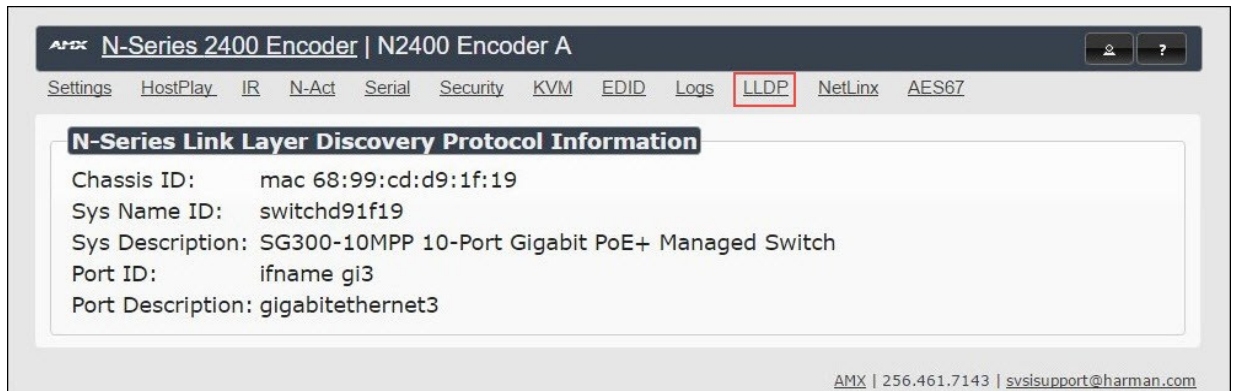 AMX N-Series 2400 Encoder | N2400 Encoder A ?
Settings HostPlay IR N-Act Serial Security KVM EDID Logs LLDP NetLinx AES67
N-Series Link Layer Discovery Protocol Information
Chassis ID: mac 68:99:cd:d9:1f:19
Sys Name ID: switchd91f19
Sys Description: SG300-10MPP 10-Port Gigabit PoE+ Managed Switch
Port ID: ifname gi3
Port Description: gigabitethernet3
AMX | 256.461.7143 | svsisupport@harman.com